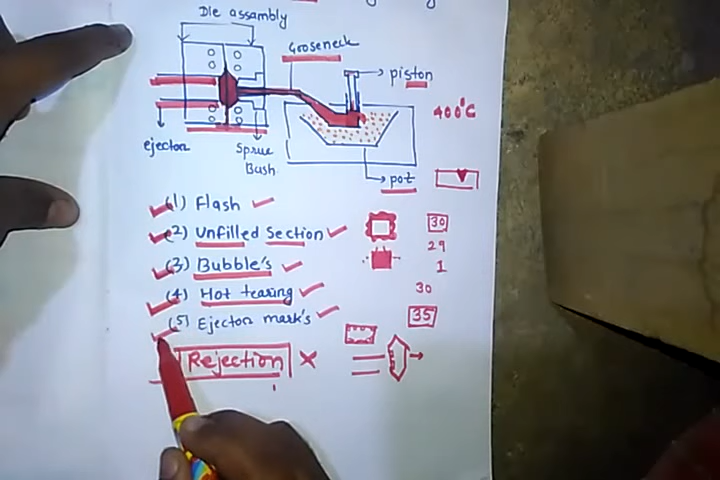 Die assambly
Groseneck
piston
400°C
ejector
Sprue
Bush
pot
(1) Flash
(2) Unfilled Section
30
29
(3) Bubble's
1
(4) Hot tearing
30
(5) Ejector mark's
35
Rejection